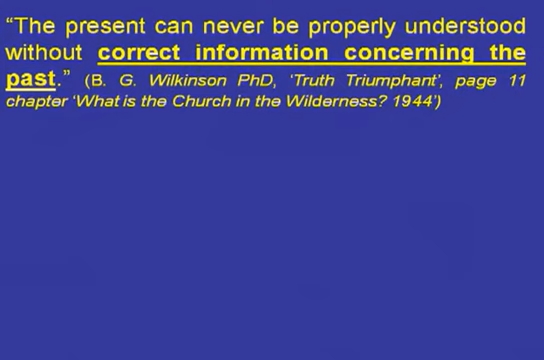 “The present can never be properly understood
without correct information concerning the
past.” (B. G. Wilkinson PhD, ‘Truth Triumphant’, page 11
chapter ‘What is the Church in the Wilderness? 1944’)